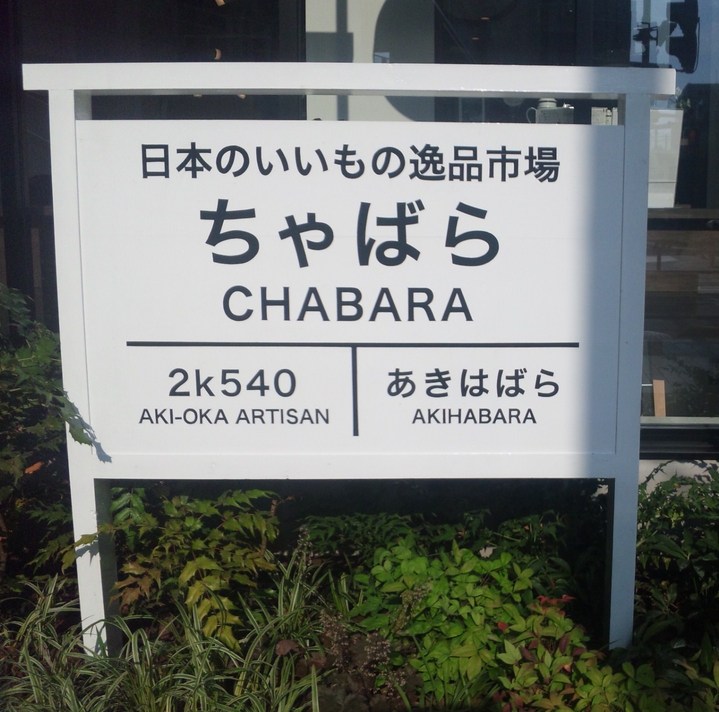 日本のいいもの逸品市場
ちゃばら
CHABARA
2k540
AKI-OKA ARTISAN
あきはばら
AKIHABARA